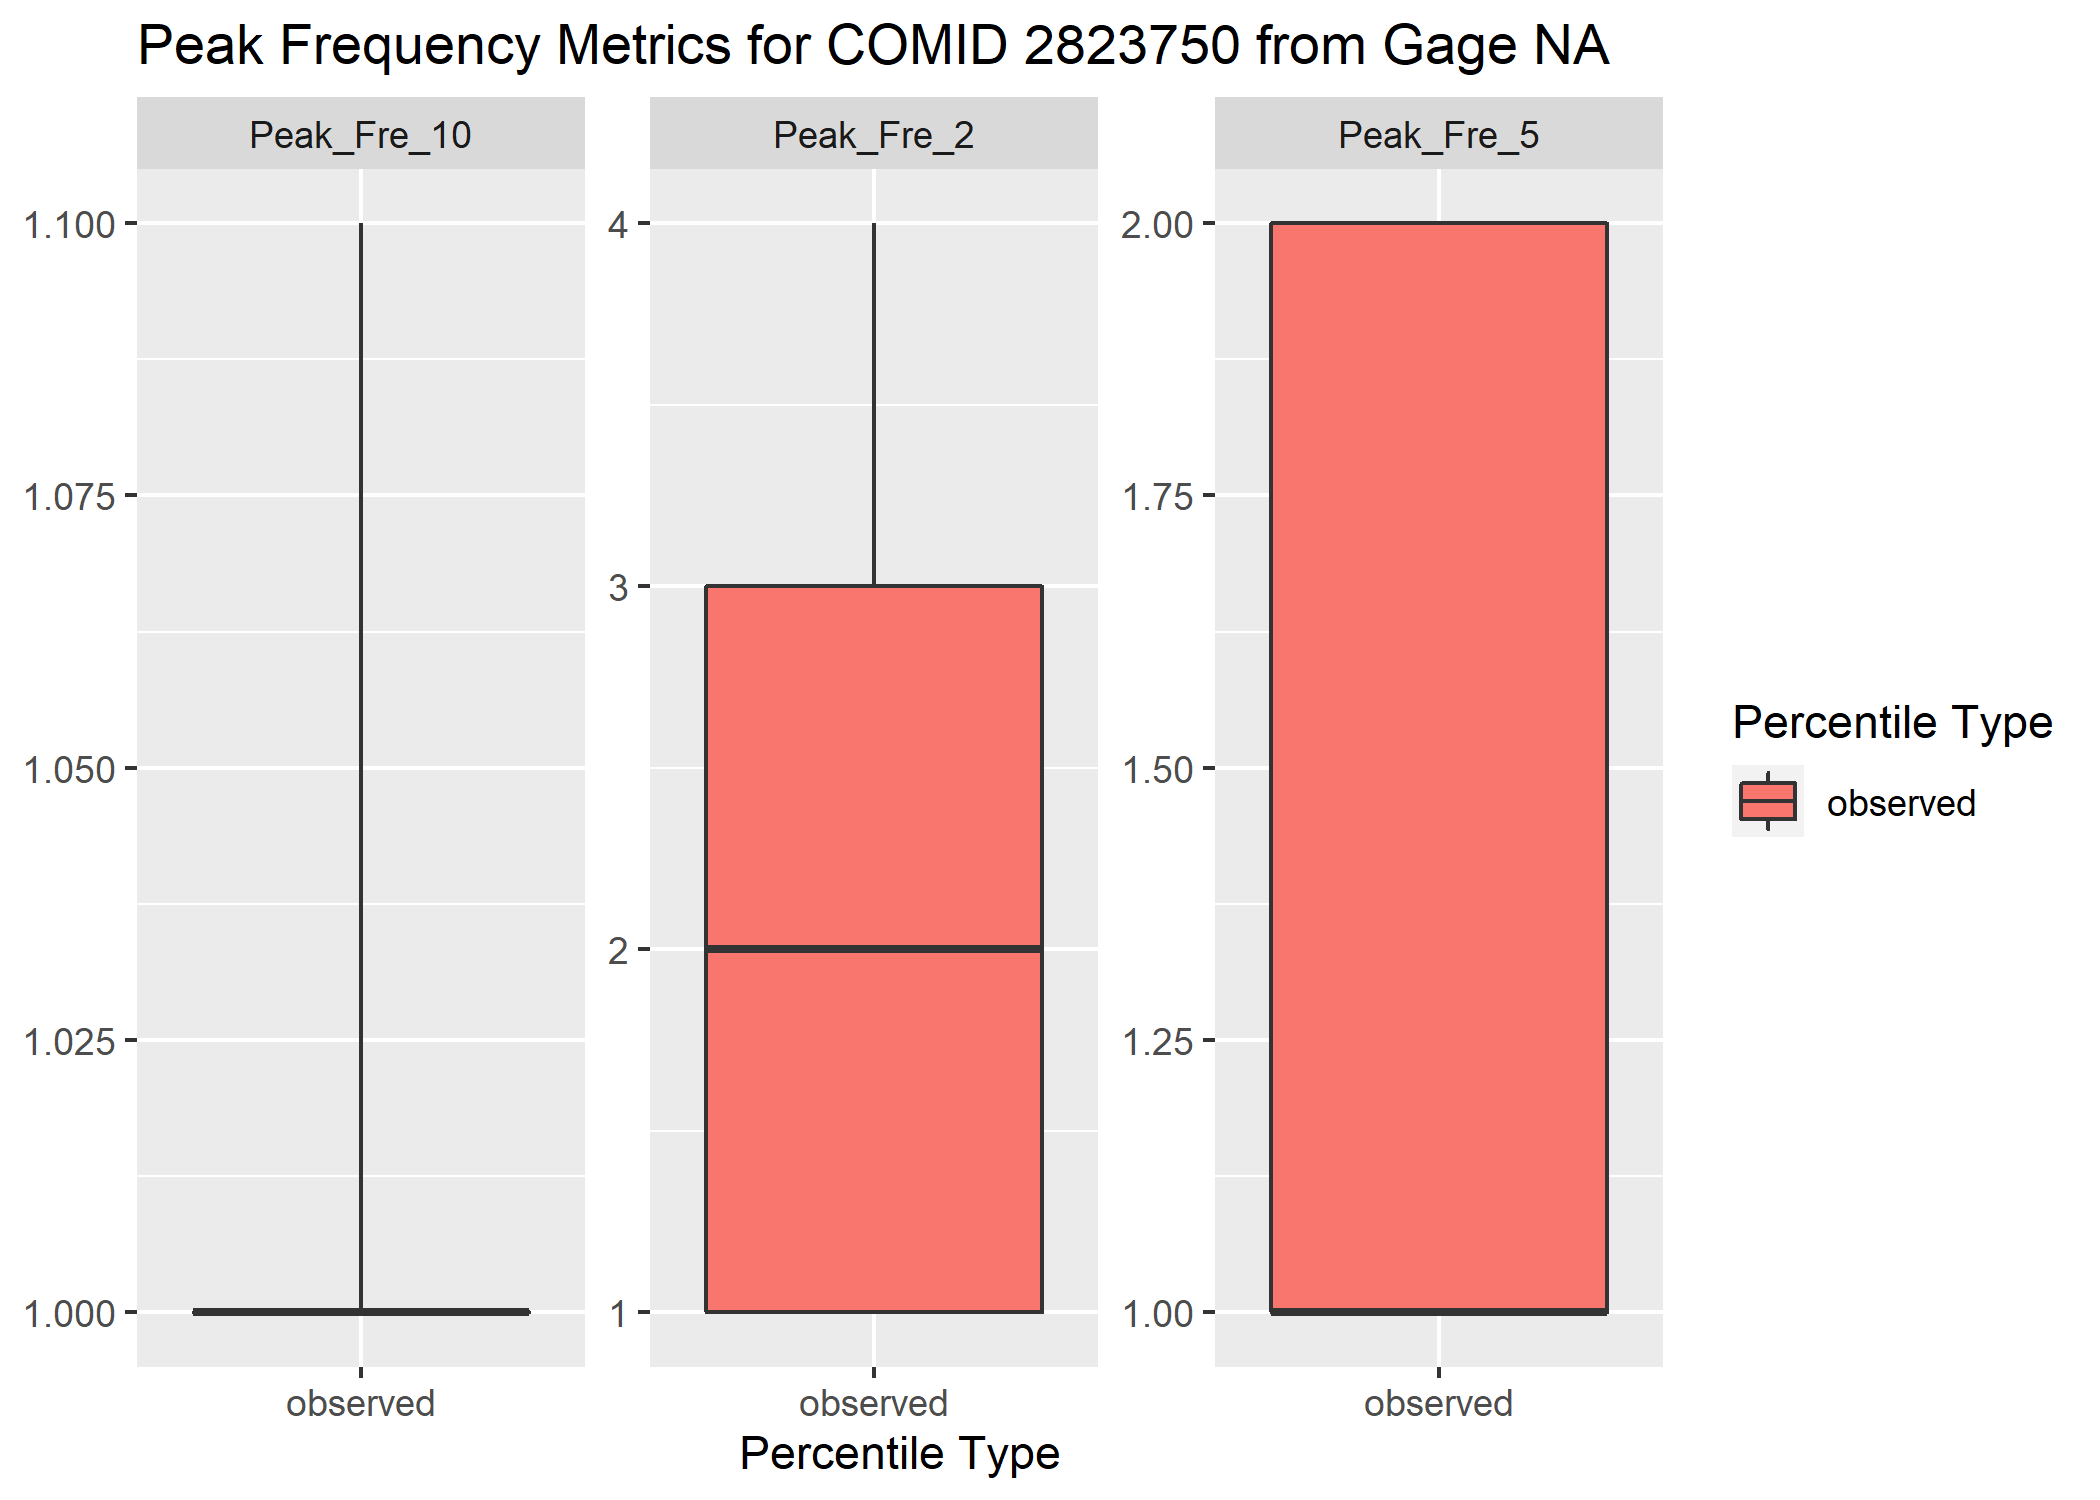 Peak Frequency Metrics for COMID 2823750 from Gage NA
Peak_Fre_10
Peak_Fre_2
Peak_Fre_5
1.100
1.075
1.050
1.025
1.000
4
3
2
1
2.00
1.75
1.50
1.25
1.00
observed
observed
observed
Percentile Type
Percentile Type
observed